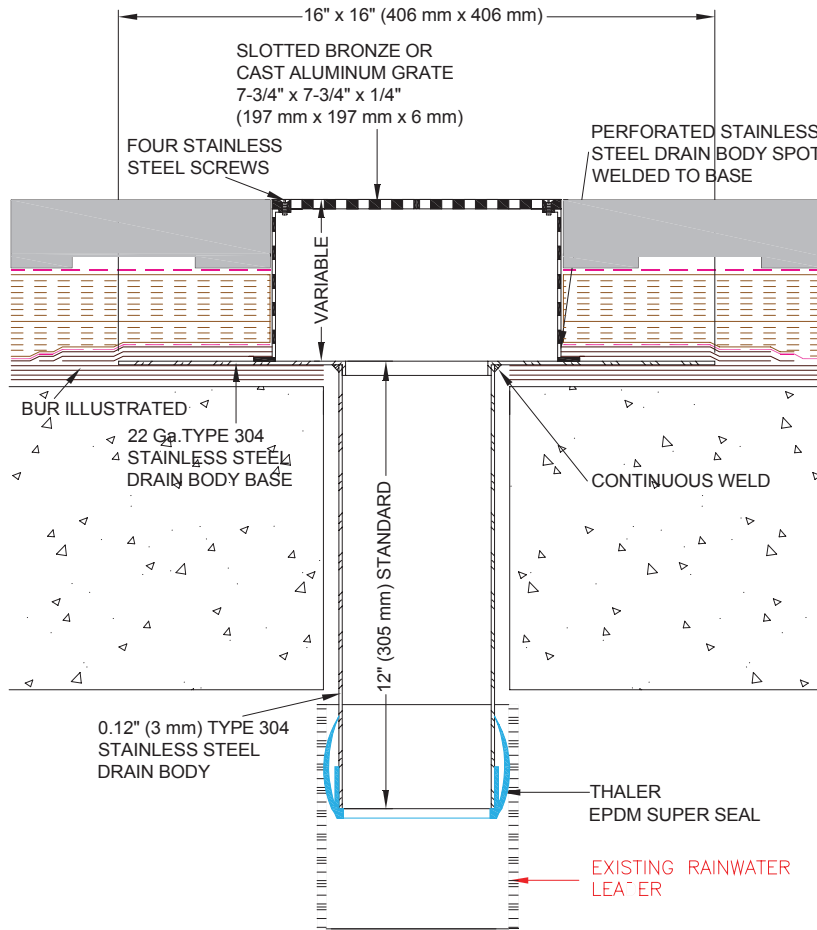 16" x 16" (406 mm x 406 mm)
SLOTTED BRONZE OR
CAST ALUMINUM GRATE
7-3/4" x 7-3/4" x 1/4"
(197 mm x 197 mm x 6 mm)
FOUR STAINLESS
STEEL SCREWS
PERFORATED STAINLESS
STEEL DRAIN BODY SPOT
WELDED TO BASE
VARIABLE
BUR ILLUSTRATED
22 Ga.TYPE 304
STAINLESS STEEL
DRAIN BODY BASE
CONTINUOUS WELD
12" (305 mm) STANDARD
0.12" (3 mm) TYPE 304
STAINLESS STEEL
DRAIN BODY
THALER
EPDM SUPER SEAL
EXISTING RAINWATER